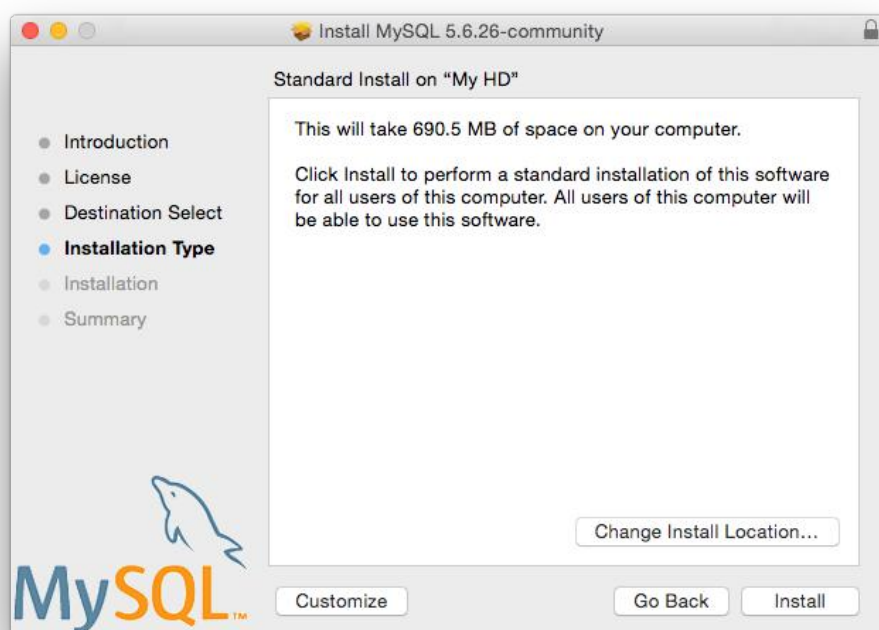 Install MySQL 5.6.26-community
Standard Install on “My HD”
Introduction
License
Destination Select
Installation Type
Installation
Summary
This will take 690.5 MB of space on your computer.
Click Install to perform a standard installation of this software
for all users of this computer. All users of this computer will
be able to use this software.
Change Install Location...
MySQL™
Customize
Go Back
Install